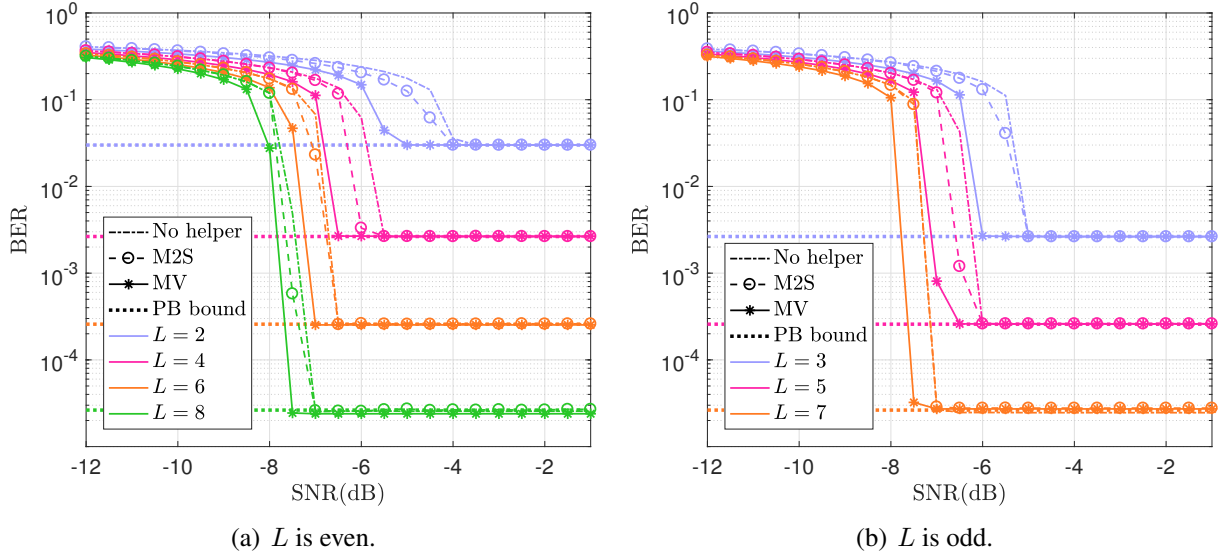 10^0
10^-1
10^-2
10^-3
10^-4
BER
No helper
M2S
MV
PB bound
L = 2
L = 4
L = 6
L = 8
-12 -10 -8 -6 -4 -2
SNR(dB)
(a) L is even.
10^0
10^-1
10^-2
10^-3
10^-4
BER
No helper
M2S
MV
PB bound
L = 3
L = 5
L = 7
-12 -10 -8 -6 -4 -2
SNR(dB)
(b) L is odd.